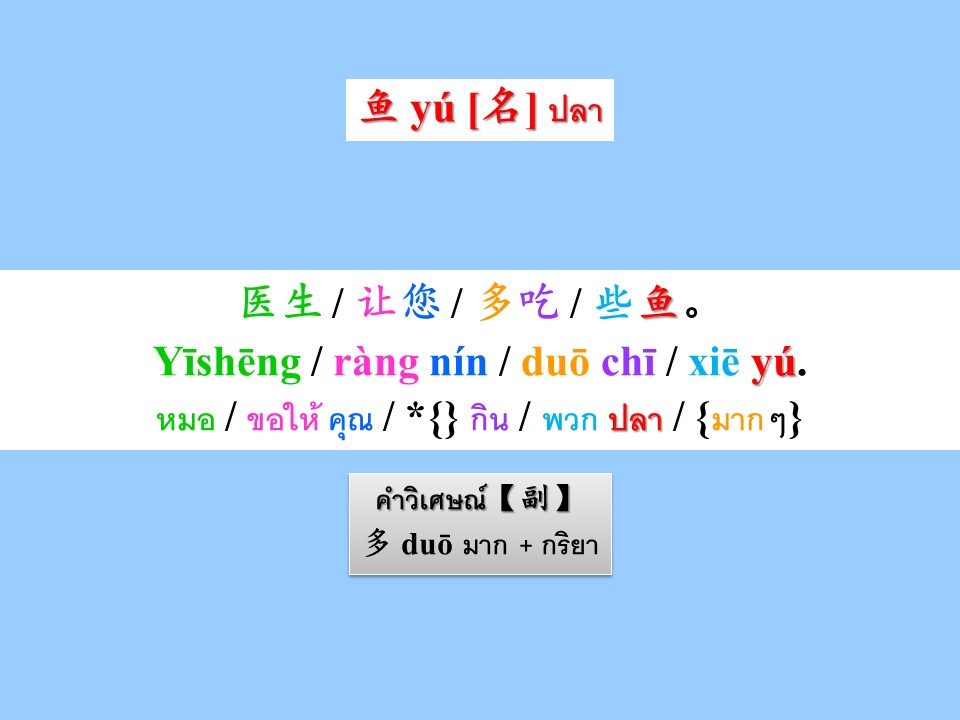 鱼 yú [名] ปลา
医生 / 让您 / 多吃 / 些鱼。
Yīshēng / ràng nín / duō chī / xiē yú.
หมอ / ขอให้ คุณ / *{} กิน / พวก ปลา / {มากๆ}
คำวิเศษณ์【副】
多 duō มาก + กริยา